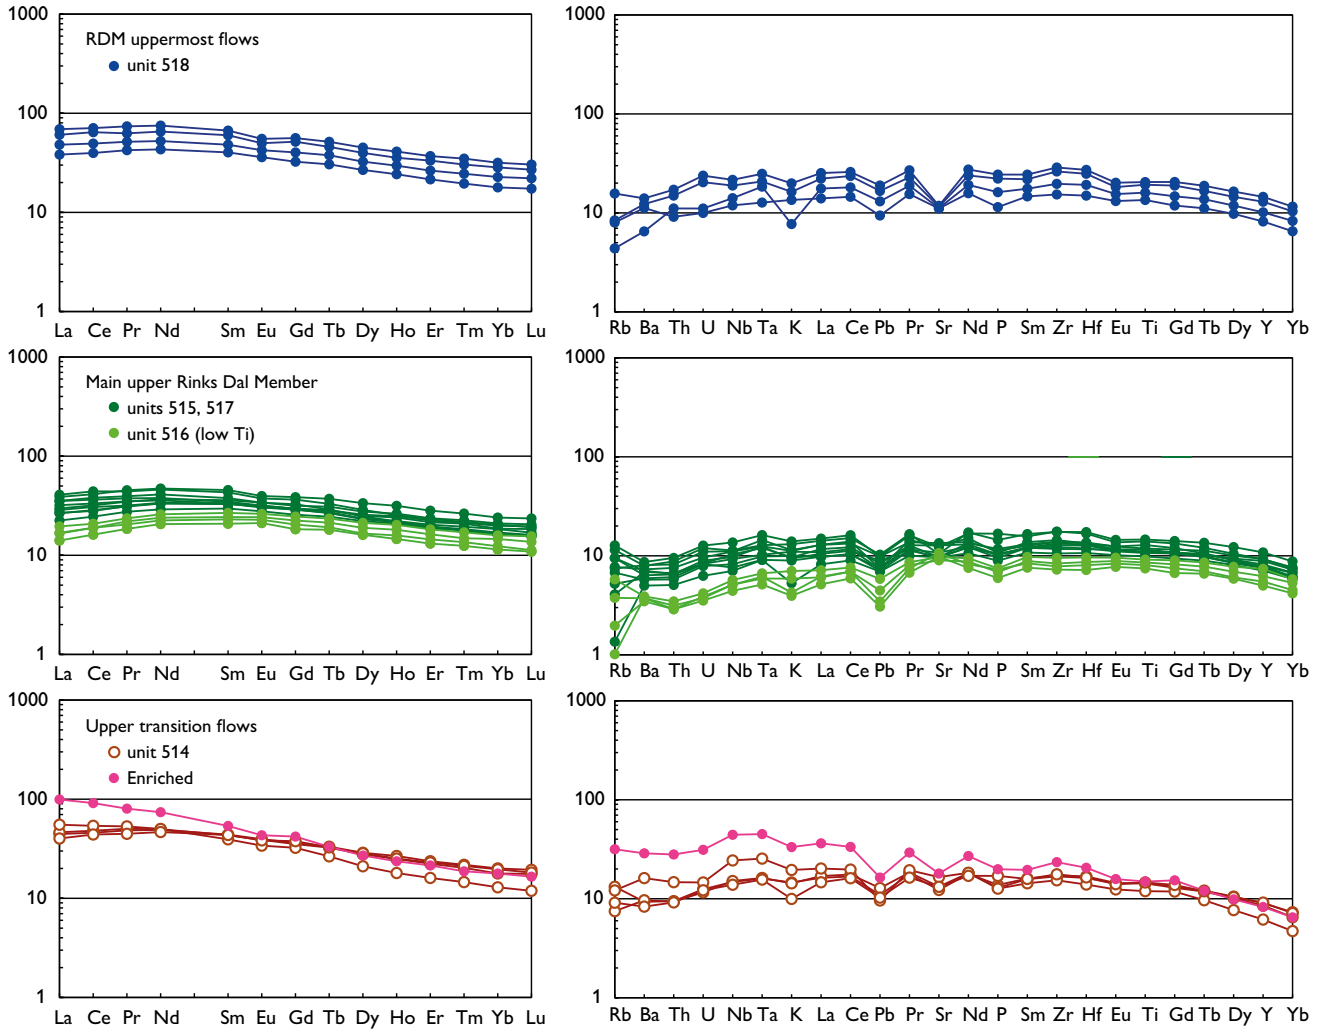 1000
100
10
1
RDM uppermost flows
unit 518
La Ce Pr Nd Sm Eu Gd Tb Dy Ho Er Tm Yb Lu
1000
100
10
1
Rb Ba Th U Nb Ta K La Ce Pb Pr Sr Nd P Sm Zr Hf Eu Ti Gd Tb Dy Y Yb
1000
100
10
1
Main upper Rinks Dal Member
units 515, 517
unit 516 (low Ti)
La Ce Pr Nd Sm Eu Gd Tb Dy Ho Er Tm Yb Lu
1000
100
10
1
Rb Ba Th U Nb Ta K La Ce Pb Pr Sr Nd P Sm Zr Hf Eu Ti Gd Tb Dy Y Yb
1000
100
10
1
Upper transition flows
unit 514
Enriched
La Ce Pr Nd Sm Eu Gd Tb Dy Ho Er Tm Yb Lu
1000
100
10
1
Rb Ba Th U Nb Ta K La Ce Pb Pr Sr Nd P Sm Zr Hf Eu Ti Gd Tb Dy Y Yb